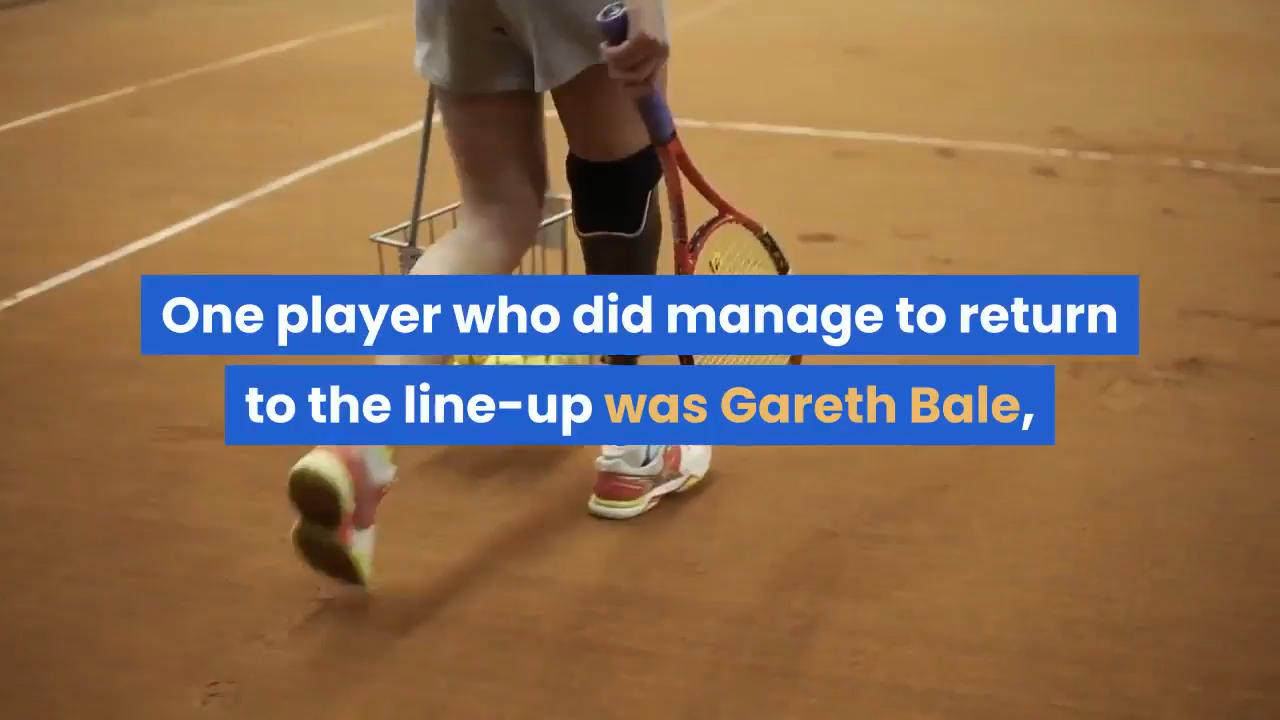 One player who did manage to return
to the line-up was Gareth Bale,